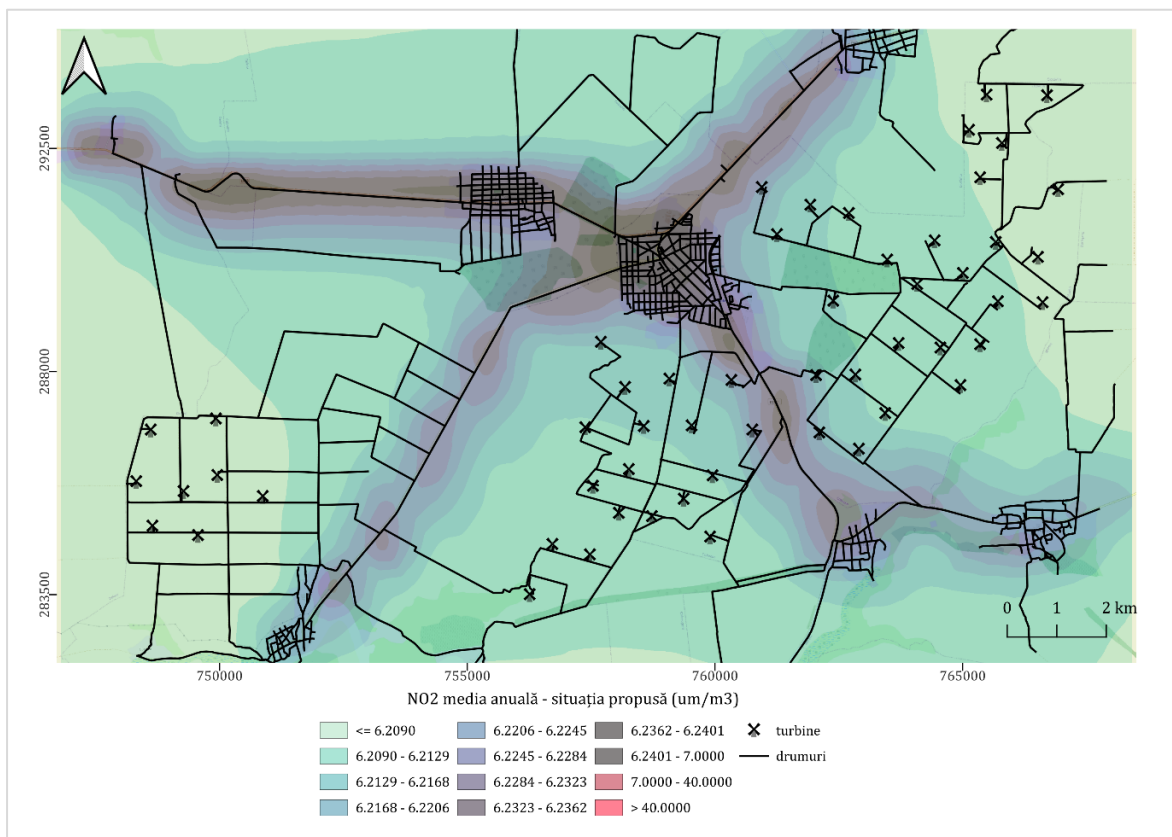 292500
288000
283500
0 1 2 km
750000 755000 760000 765000
NO2 media anuală - situația propusă (um/m3)
<= 6.2090 6.2206 - 6.2245 6.2362 - 6.2401 turbine
6.2090 - 6.2129 6.2245 - 6.2284 6.2401 - 7.0000 drumuri
6.2129 - 6.2168 6.2284 - 6.2323 7.0000 - 40.0000
6.2168 - 6.2206 6.2323 - 6.2362 > 40.0000